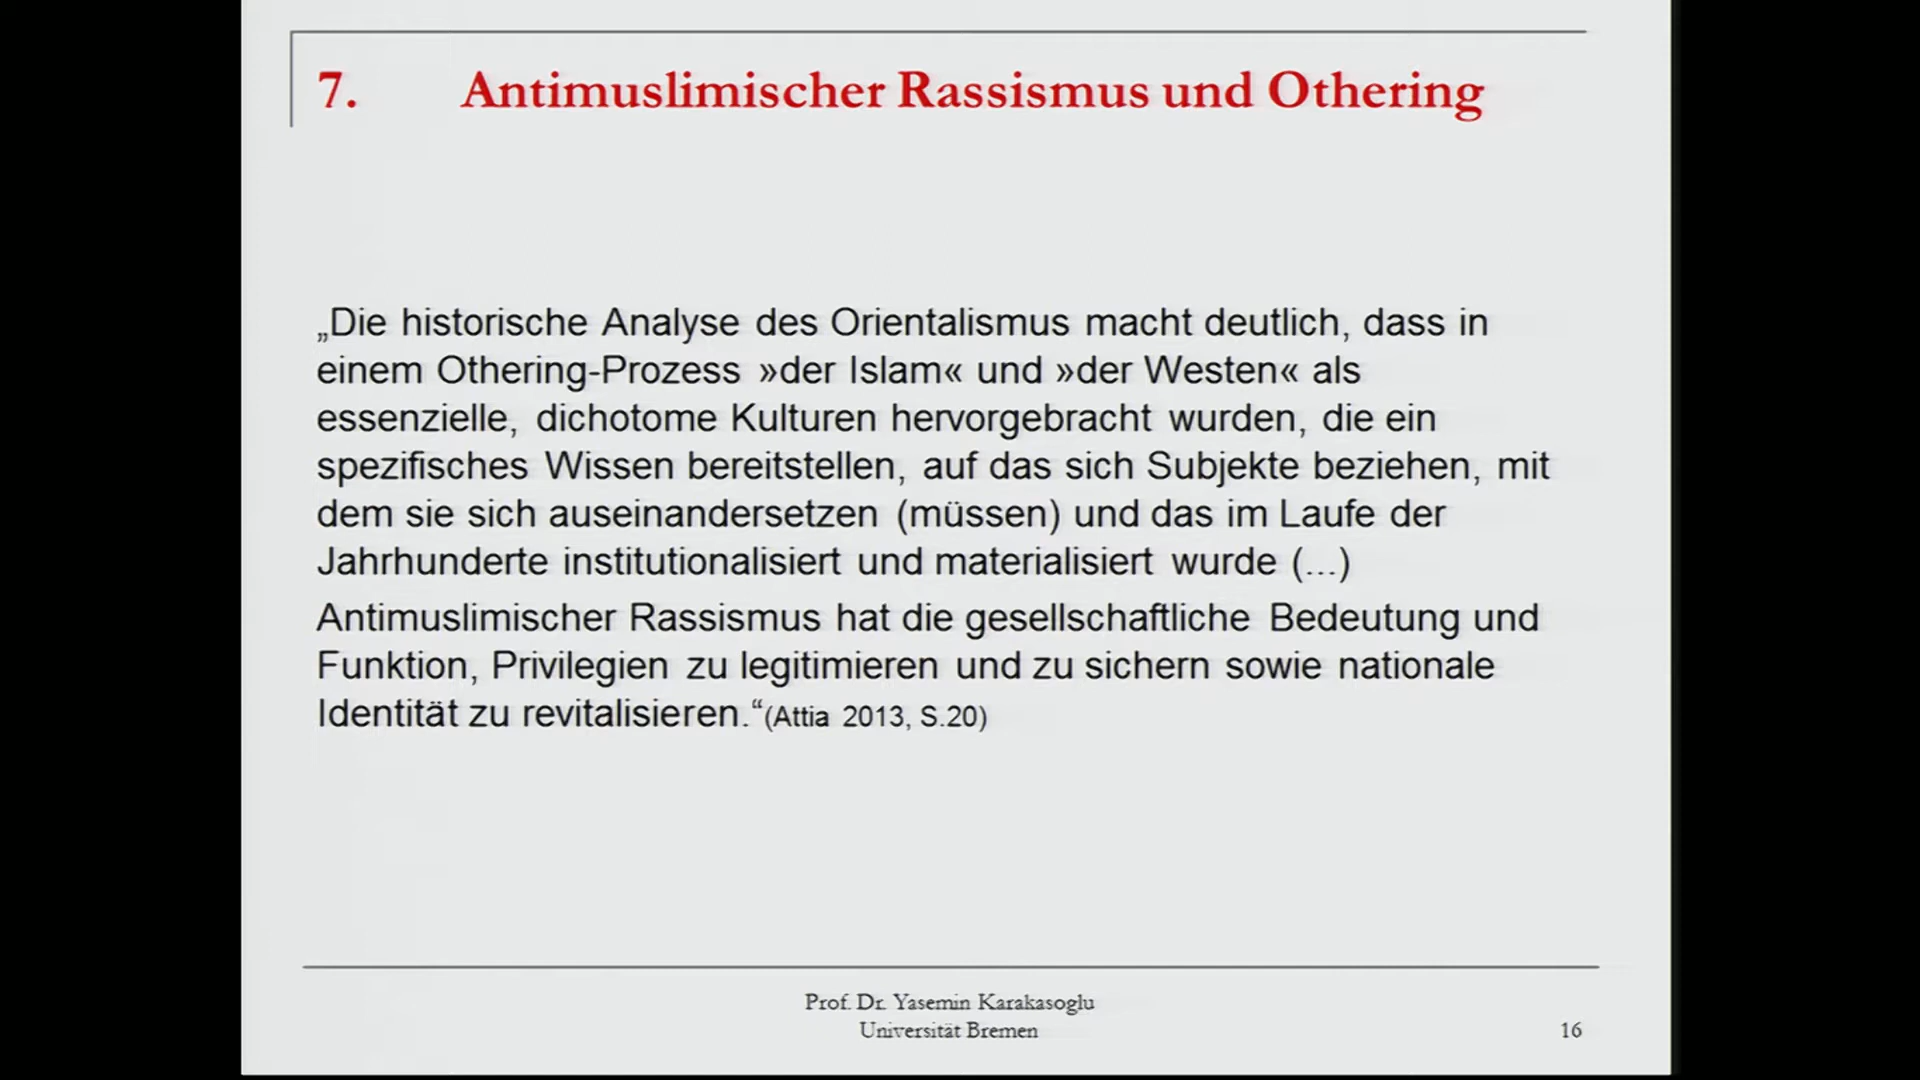 7. Antimuslimischer Rassismus und Othering
„Die historische Analyse des Orientalismus macht deutlich, dass in
einem Othering-Prozess »der Islam« und »der Westen« als
essenzielle, dichotome Kulturen hervorgebracht wurden, die ein
spezifisches Wissen bereitstellen, auf das sich Subjekte beziehen, mit
dem sie sich auseinandersetzen (müssen) und das im Laufe der
Jahrhunderte institutionalisiert und materialisiert wurde (...)
Antimuslimischer Rassismus hat die gesellschaftliche Bedeutung und
Funktion, Privilegien zu legitimieren und zu sichern sowie nationale
Identität zu revitalisieren.“(Attia 2013, S.20)
Prof. Dr. Yasemin Karakasoglu
Universität Bremen
16